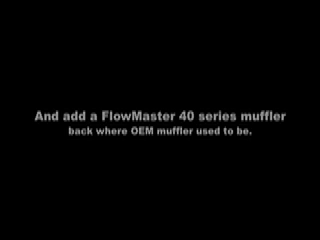 And add a FlowMaster 40 series muffler
back where OEM muffler used to be.